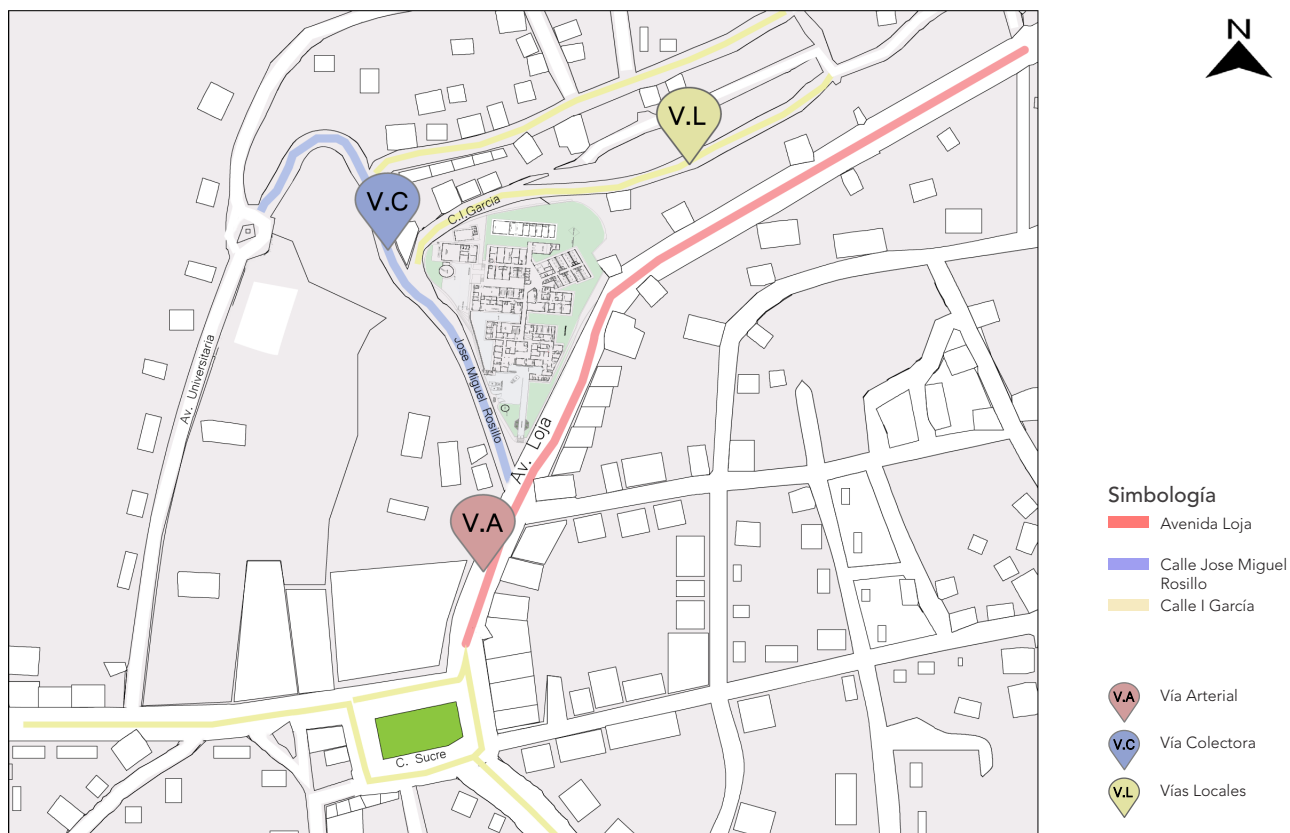 N
V.L
V.C
C.I.Garcia
Av. Universitaria
Jose Miguel Rosillo
Av. Loja
V.A
C. Sucre
Simbología
Avenida Loja
Calle Jose Miguel
Rosillo
Calle I García
V.A Vía Arterial
V.C Vía Colectora
V.L Vías Locales